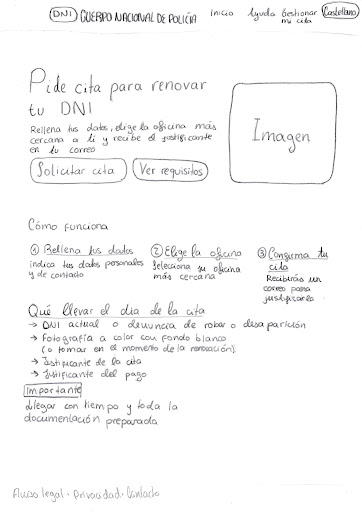 DNI CUERPO NACIONAL DE POLICÍA Inicio Ayuda Gestionar mi cita Castellano
Pide cita para renovar
tu DNI
Rellena tus datos, elige la oficina más
cercana a ti y recibe el justificante
en tu correo
Solicitar cita Ver requisitos
Imagen
Cómo funciona
① Rellena tus datos
indica tus datos personales
y de contacto
② Elige la oficina
Selecciona su oficina
más cercana
③ Confirma tu
cita
Recibirás un
correo para
justificarlo
Qué llevar el día de la cita
→ DNI actual o denuncia de robar o desaparición
→ Fotografía a color con fondo blanco
(o tomar en el momento de la renovación)
→ Justificante de la cita
→ Justificante del pago
Importante
Llegar con tiempo y toda la
documentación preparada
Aviso legal · Privacidad · Contacto